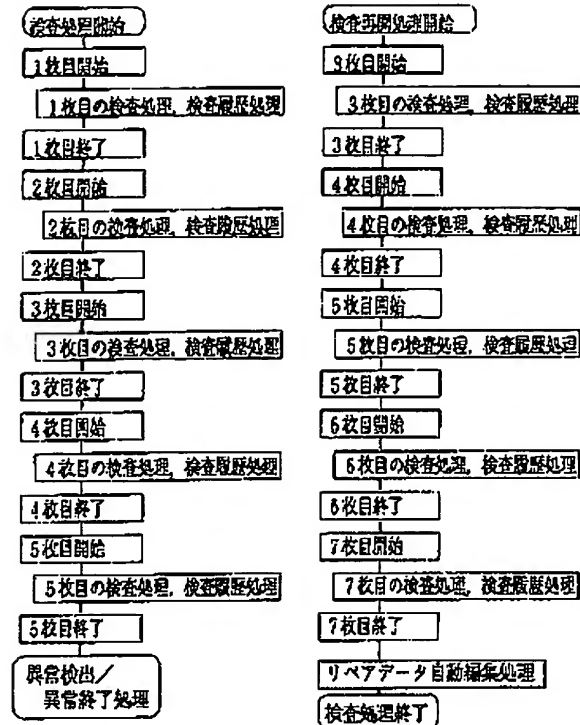 検査処理開始
1枚目開始
1枚目の検査処理，検査履歴処理
1枚目終了
2枚目開始
2枚目の検査処理，検査履歴処理
2枚目終了
3枚目開始
3枚目の検査処理，検査履歴処理
3枚目終了
4枚目開始
4枚目の検査処理，検査履歴処理
4枚目終了
5枚目開始
5枚目の検査処理，検査履歴処理
5枚目終了
異常検出／
異常終了処理
検査再開処理開始
3枚目開始
3枚目の検査処理，検査履歴処理
3枚目終了
4枚目開始
4枚目の検査処理，検査履歴処理
4枚目終了
5枚目開始
5枚目の検査処理，検査履歴処理
5枚目終了
6枚目開始
6枚目の検査処理，検査履歴処理
6枚目終了
7枚目開始
7枚目の検査処理，検査履歴処理
7枚目終了
リペアデータ自動編集処理
検査処理終了